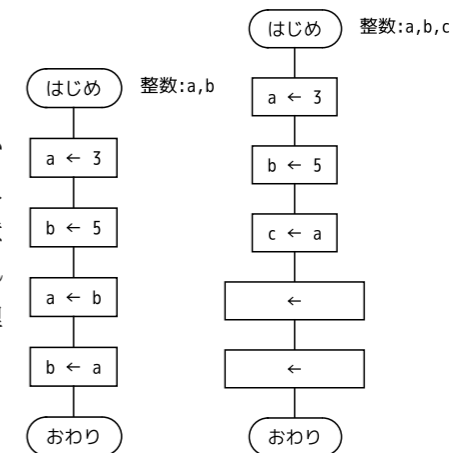 はじめ 整数:a,b
a ← 3
b ← 5
a ← b
b ← a
おわり
はじめ 整数:a,b,c
a ← 3
b ← 5
c ← a
←
←
おわり